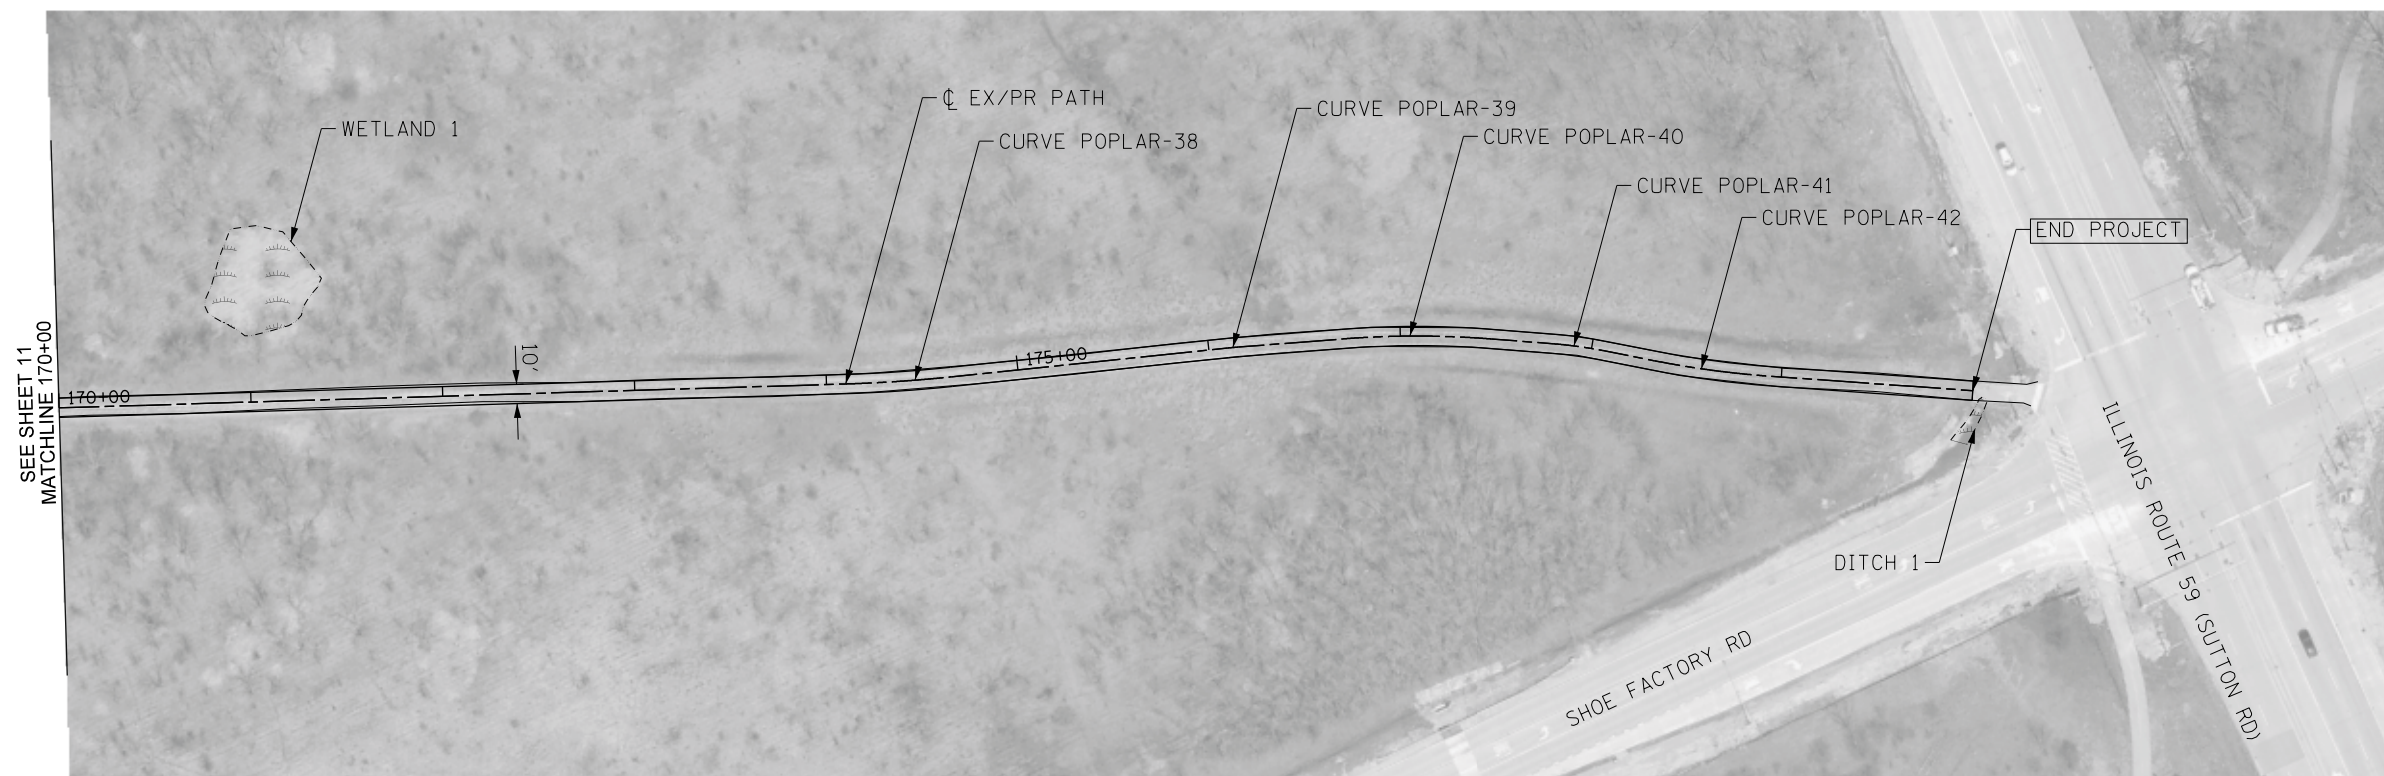 ℄ EX/PR PATH
CURVE POPLAR-39
WETLAND 1
CURVE POPLAR-40
CURVE POPLAR-38
CURVE POPLAR-41
CURVE POPLAR-42
END PROJECT
SEE SHEET 11
MATCHLINE 170+00
170+00
10'
175+00
DITCH 1
SHOE FACTORY RD
ILLINOIS ROUTE 59 (SUTTON RD)